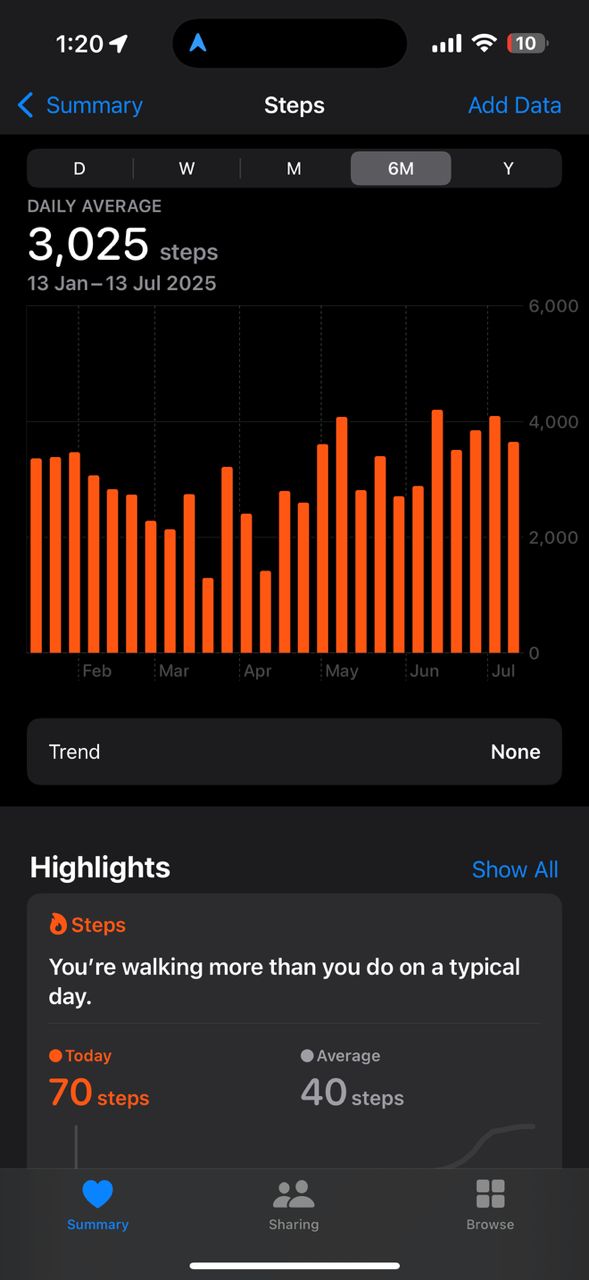 1:20
10
Summary
Steps
Add Data
D W M 6M Y
DAILY AVERAGE
3,025 steps
13 Jan – 13 Jul 2025
6,000
4,000
2,000
0
Feb Mar Apr May Jun Jul
Trend None
Highlights Show All
Steps
You’re walking more than you do on a typical
day.
Today Average
70 steps 40 steps
Summary Sharing Browse